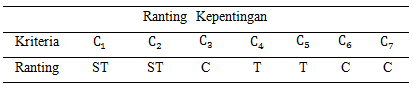 Ranting Kepentingan
Kriteria C₁ C₂ C₃ C₄ C₅ C₆ C₇
Ranting ST ST C T T C C